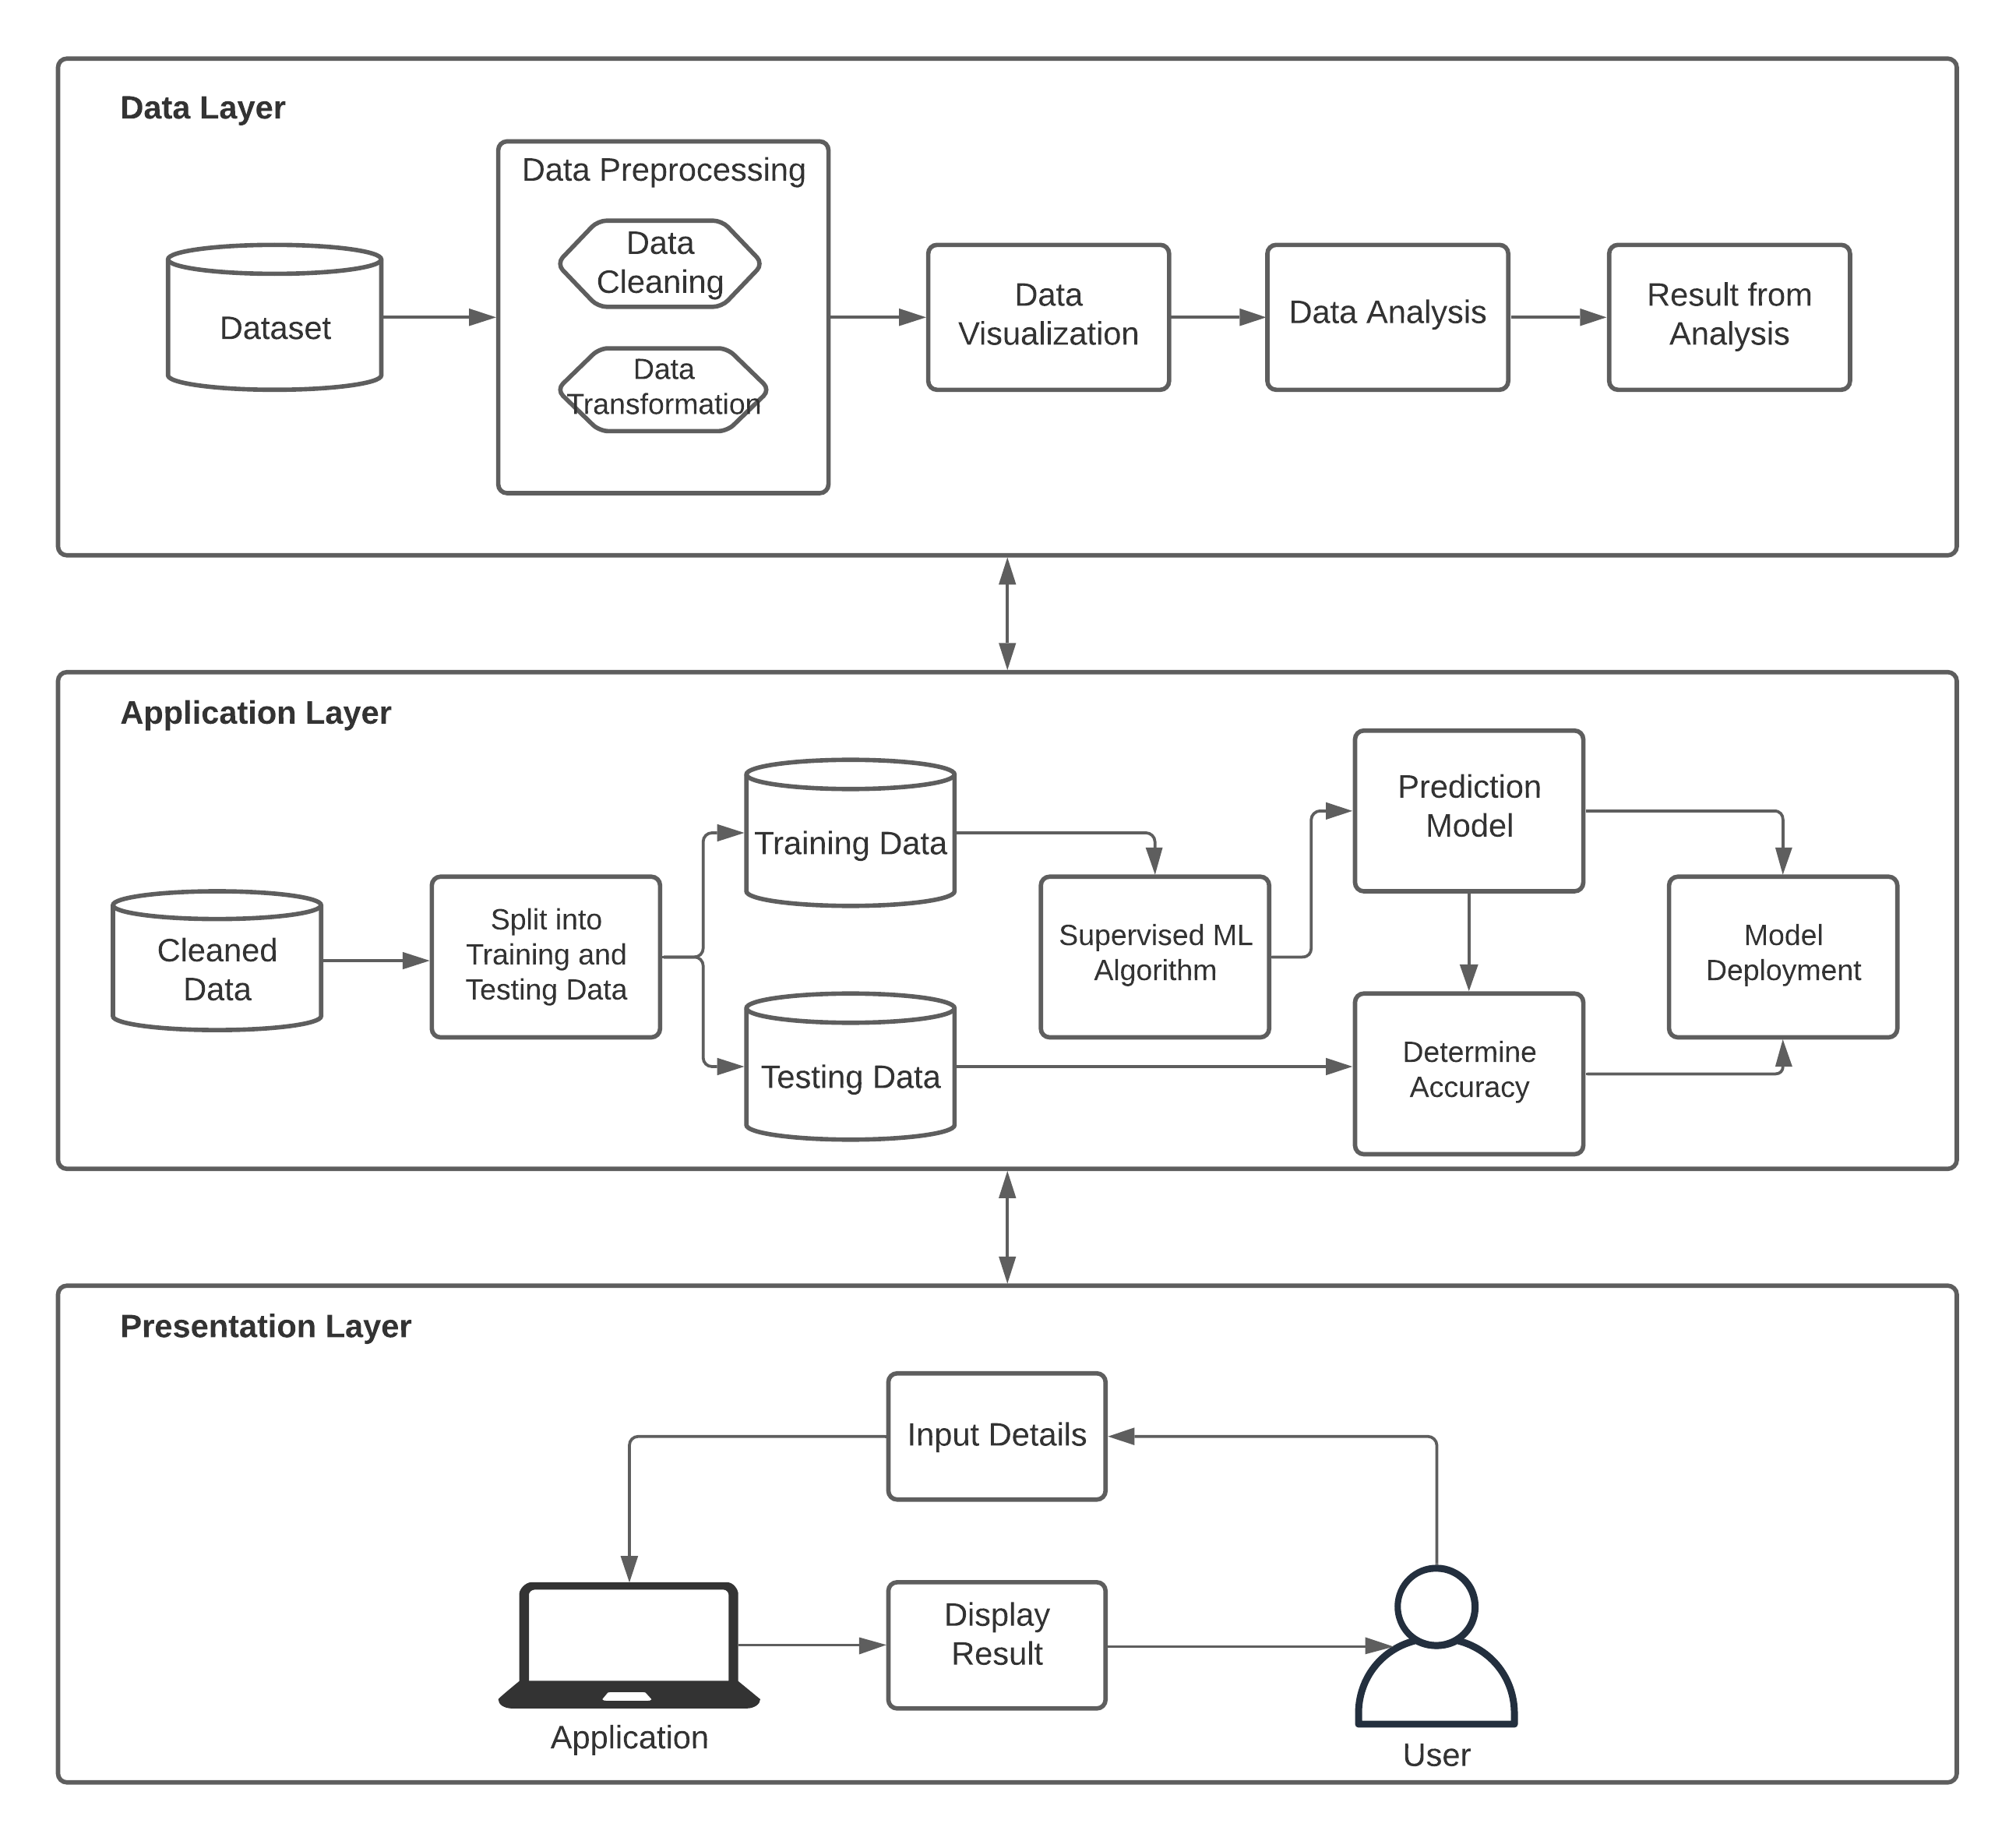 Data Layer
Data Preprocessing
Data
Cleaning
Data
Transformation
Dataset
Data
Visualization
Data Analysis
Result from
Analysis
Application Layer
Cleaned
Data
Split into
Training and
Testing Data
Training Data
Testing Data
Supervised ML
Algorithm
Prediction
Model
Determine
Accuracy
Model
Deployment
Presentation Layer
Input Details
Display
Result
Application
User